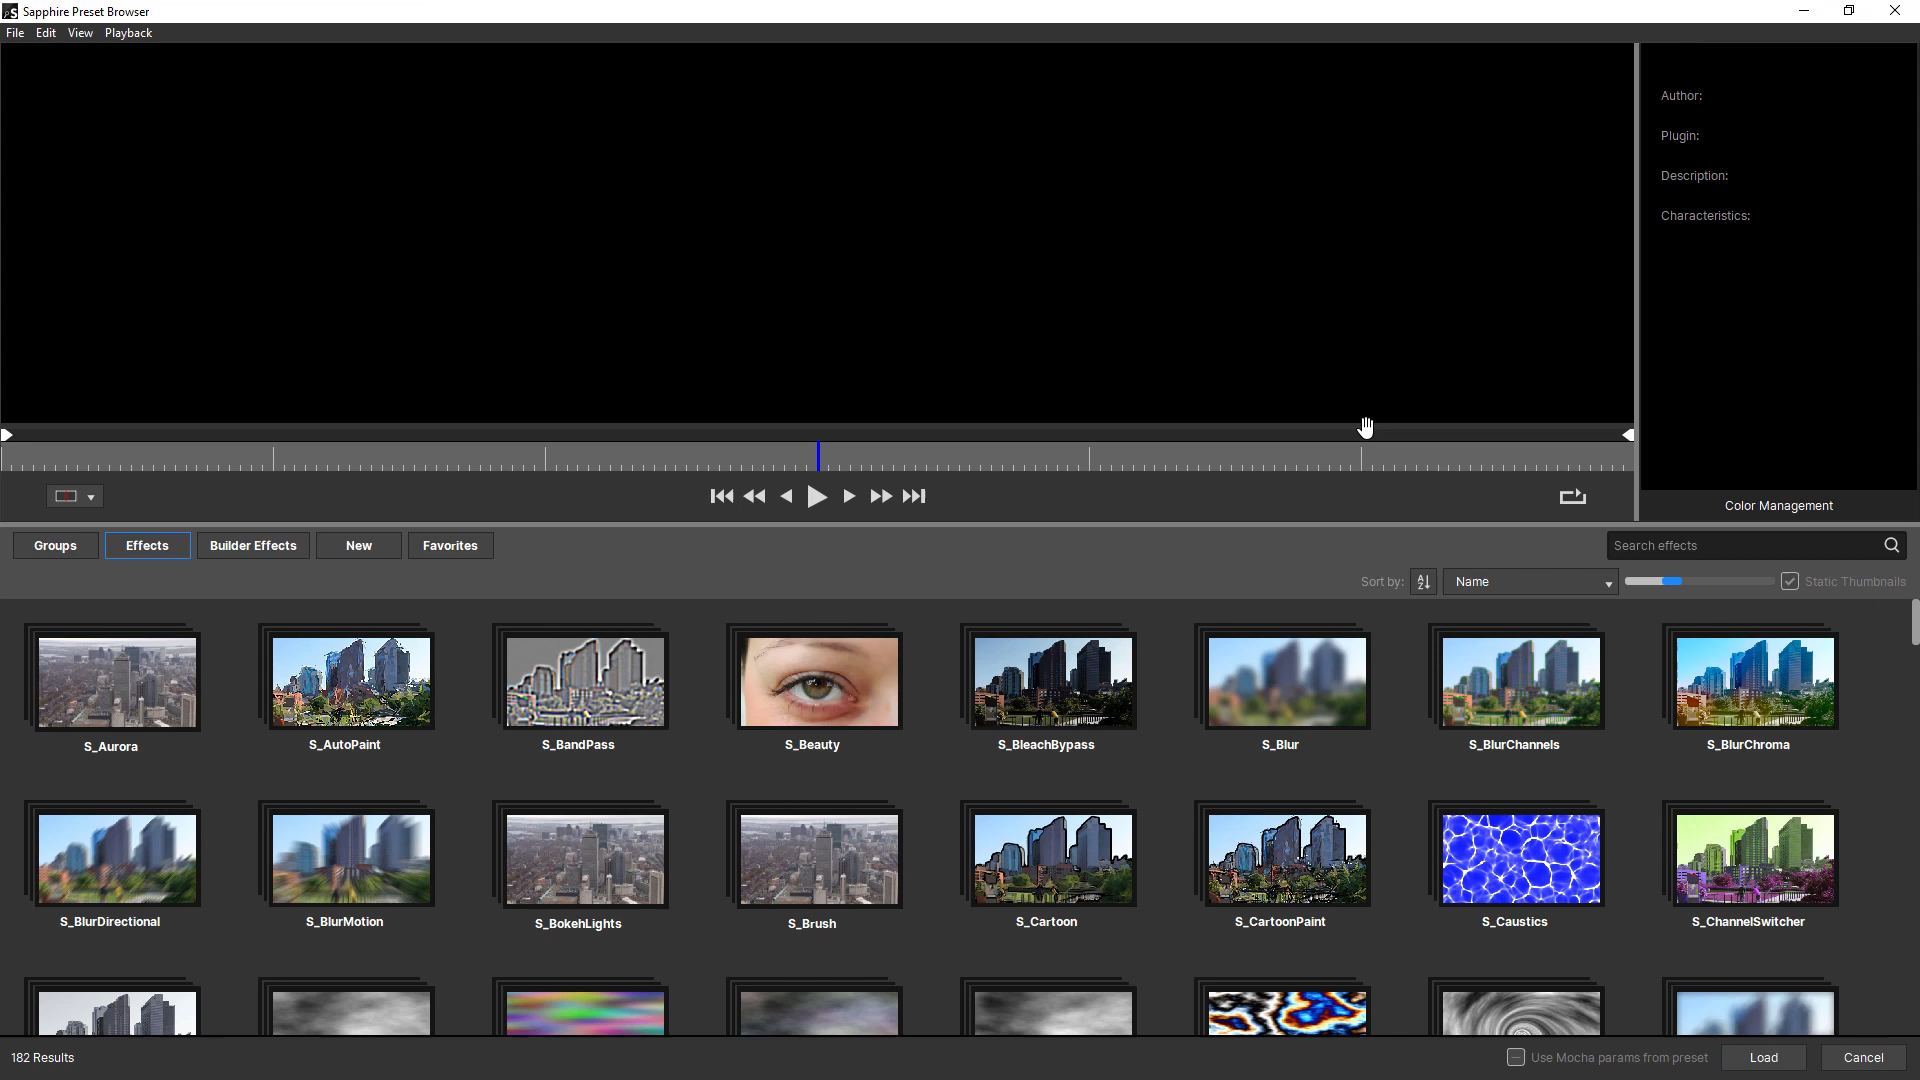 Sapphire Preset Browser
File Edit View Playback
Author:
Plugin:
Description:
Characteristics:
Color Management
Groups Effects Builder Effects New Favorites
Search effects
Sort by: Name Static Thumbnails
S_Aurora S_AutoPaint S_BandPass S_Beauty S_BleachBypass S_Blur S_BlurChannels S_BlurChroma
S_BlurDirectional S_BlurMotion S_BokehLights S_Brush S_Cartoon S_CartoonPaint S_Caustics S_ChannelSwitcher
182 Results
Use Mocha params from preset Load Cancel